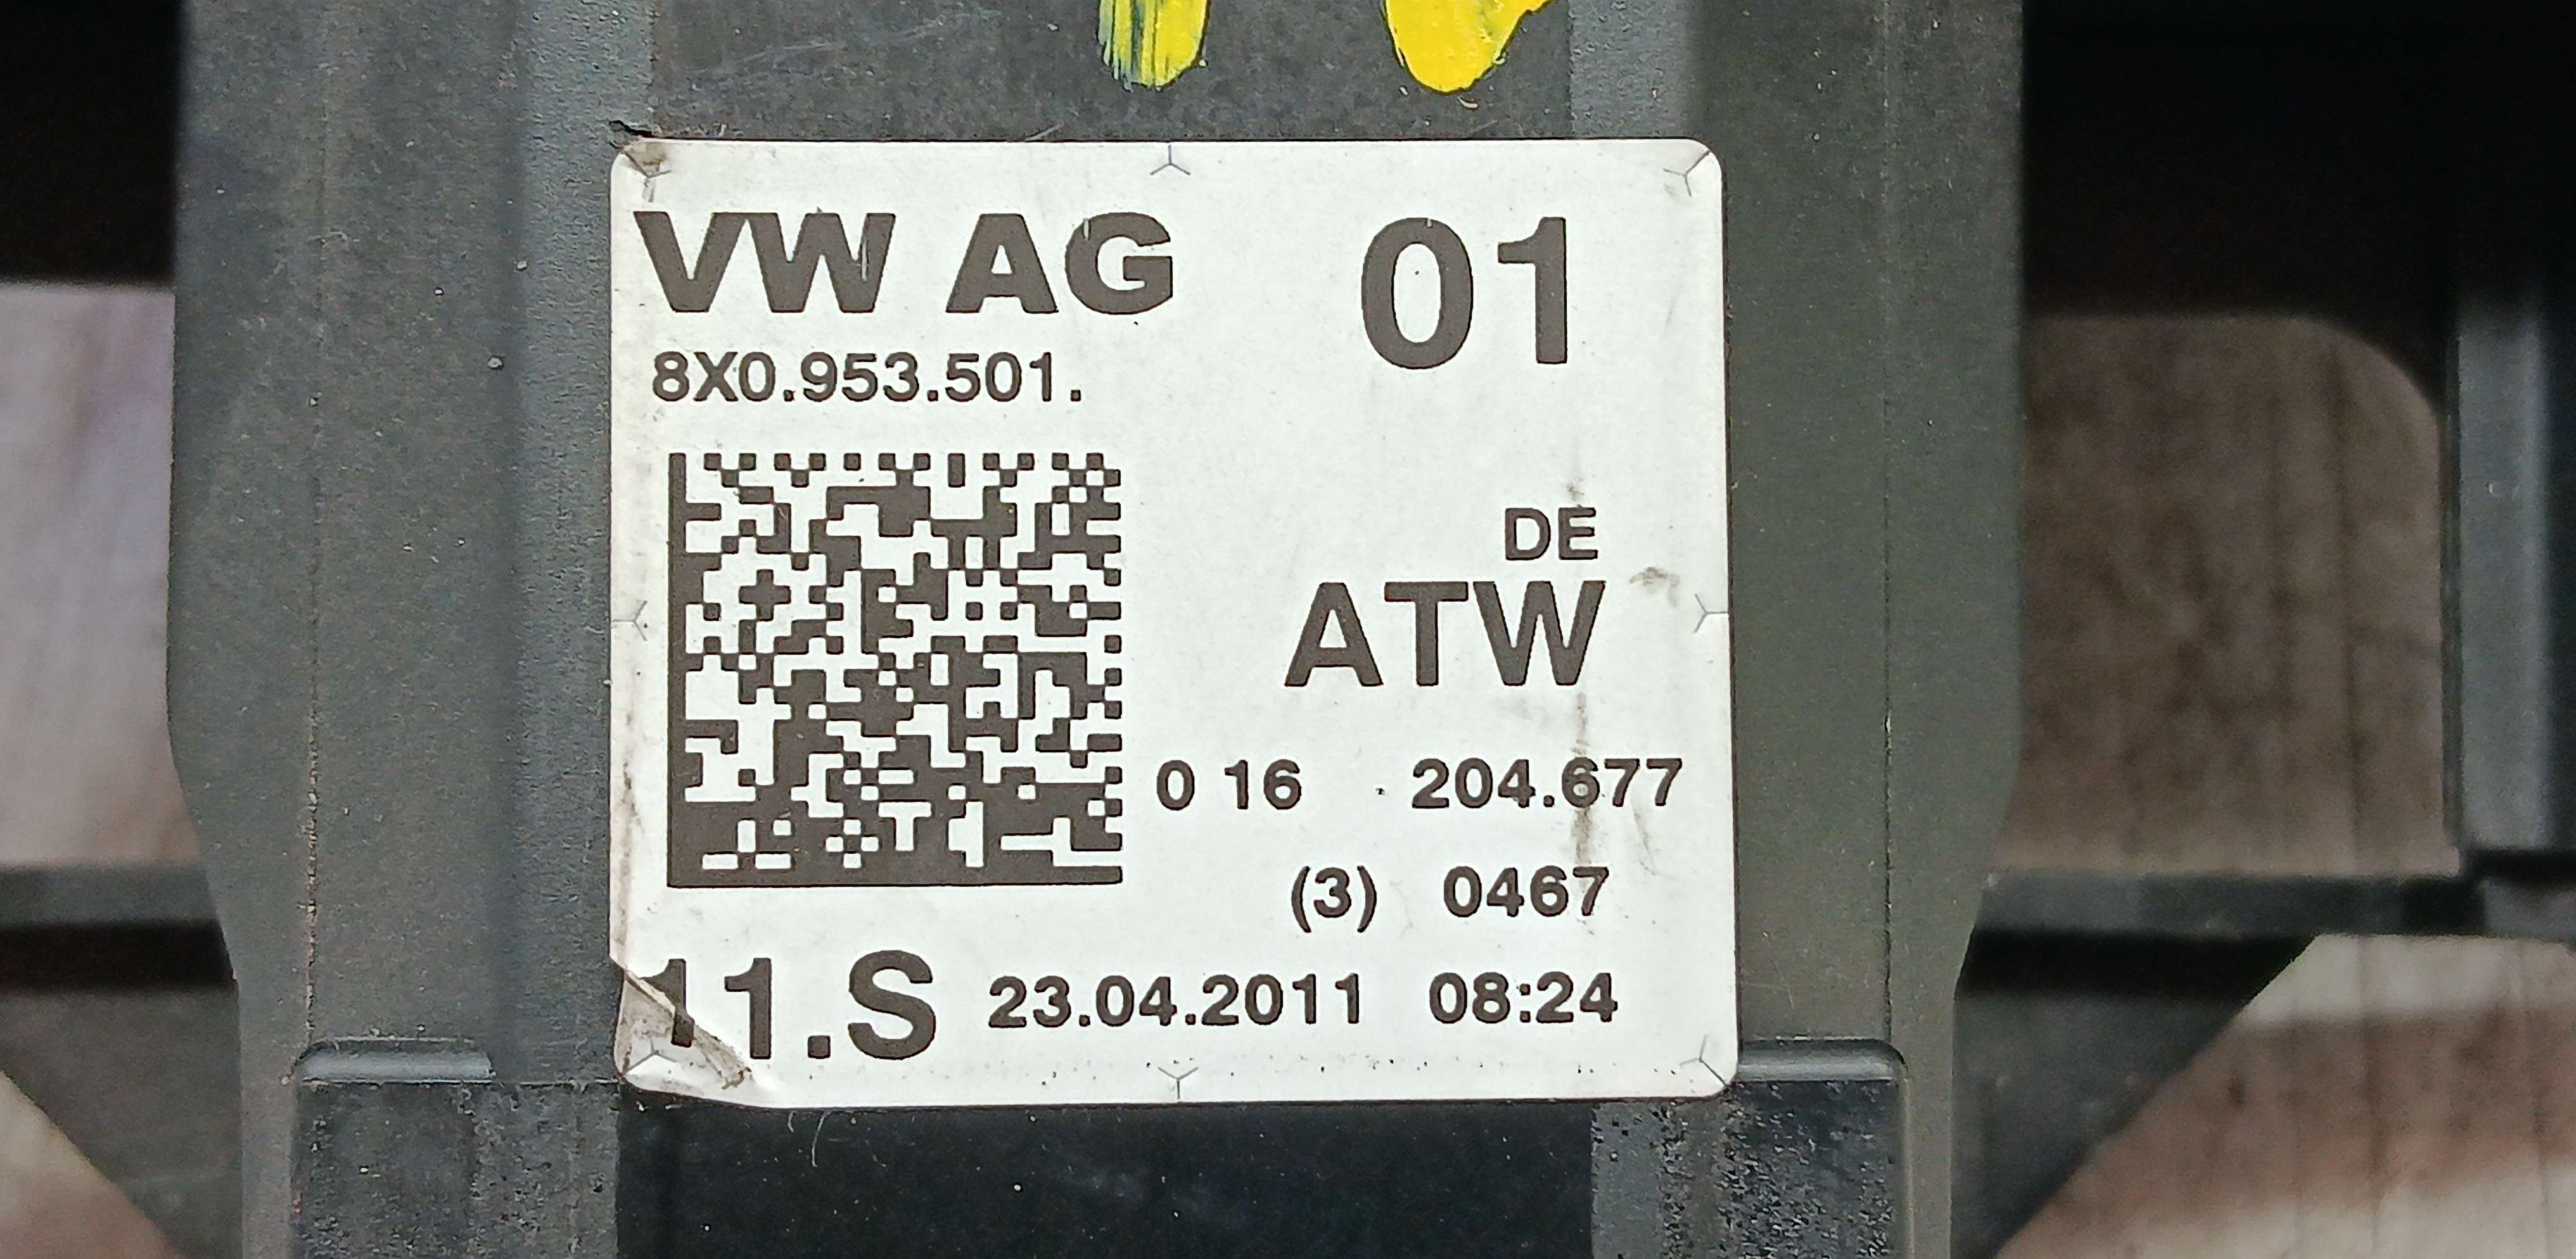 VW AG 01
8X0.953.501.
DE
ATW
0 16 204.677
(3) 0467
11.S 23.04.2011 08:24